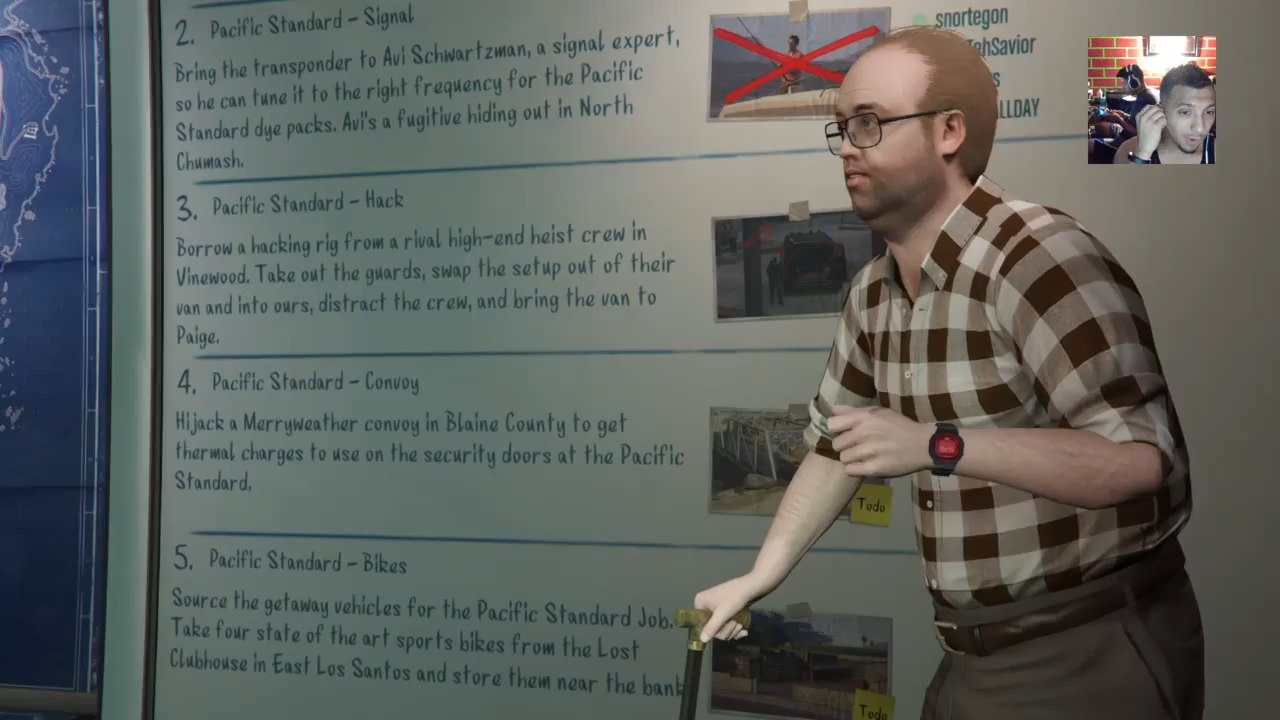 2. Pacific Standard - Signal
Bring the transponder to Avi Schwartzman, a signal expert,
so he can tune it to the right frequency for the Pacific
Standard dye packs. Avi's a fugitive hiding out in North
Chumash.
snortegon
3. Pacific Standard - Hack
Borrow a hacking rig from a rival high-end heist crew in
Vinewood. Take out the guards, swap the setup out of their
van and into ours, distract the crew, and bring the van to
Paige.
4. Pacific Standard - Convoy
Hijack a Merryweather convoy in Blaine County to get
thermal charges to use on the security doors at the Pacific
Standard.
Todo
5. Pacific Standard - Bikes
Source the getaway vehicles for the Pacific Standard Job.
Take four state of the art sports bikes from the Lost
Clubhouse in East Los Santos and store them near the bank
Todo